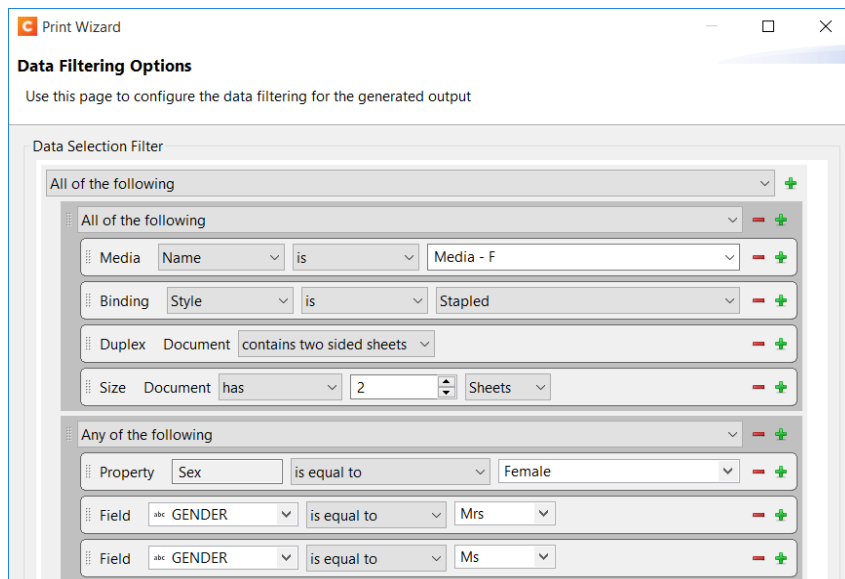 C Print Wizard
Data Filtering Options
Use this page to configure the data filtering for the generated output
Data Selection Filter
All of the following
All of the following
Media Name is Media - F
Binding Style is Stapled
Duplex Document contains two sided sheets
Size Document has 2 Sheets
Any of the following
Property Sex is equal to Female
Field abc GENDER is equal to Mrs
Field abc GENDER is equal to Ms